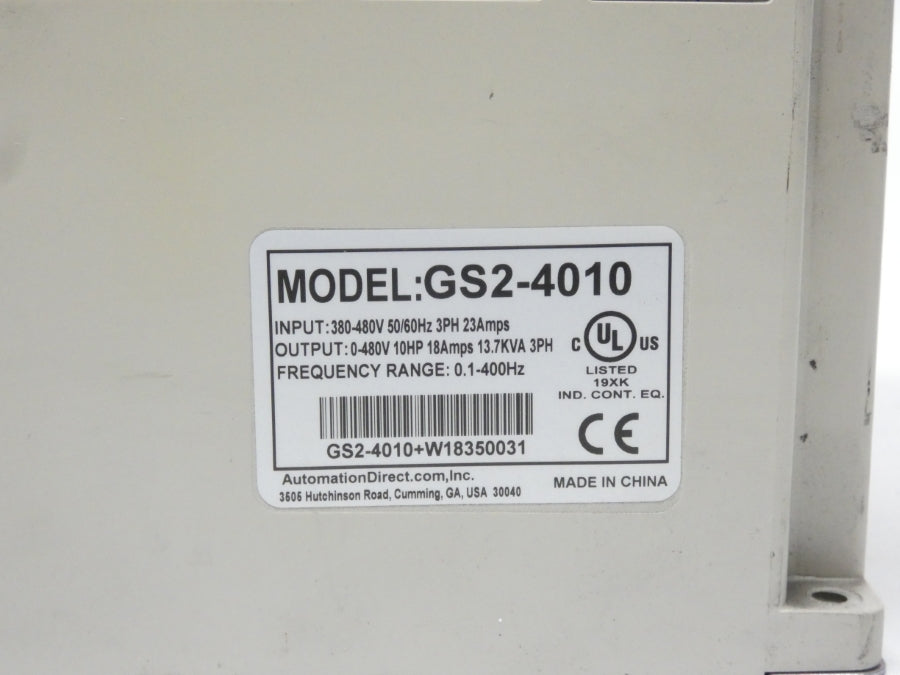 MODEL:GS2-4010
INPUT:380-480V 50/60Hz 3PH 23Amps
OUTPUT:0-480V 10HP 18Amps 13.7KVA 3PH
FREQUENCY RANGE: 0.1-400Hz
C UL US
LISTED
19XK
IND. CONT. EQ.
CE
GS2-4010+W18350031
AutomationDirect.com,Inc.
3505 Hutchinson Road, Cumming, GA, USA 30040
MADE IN CHINA